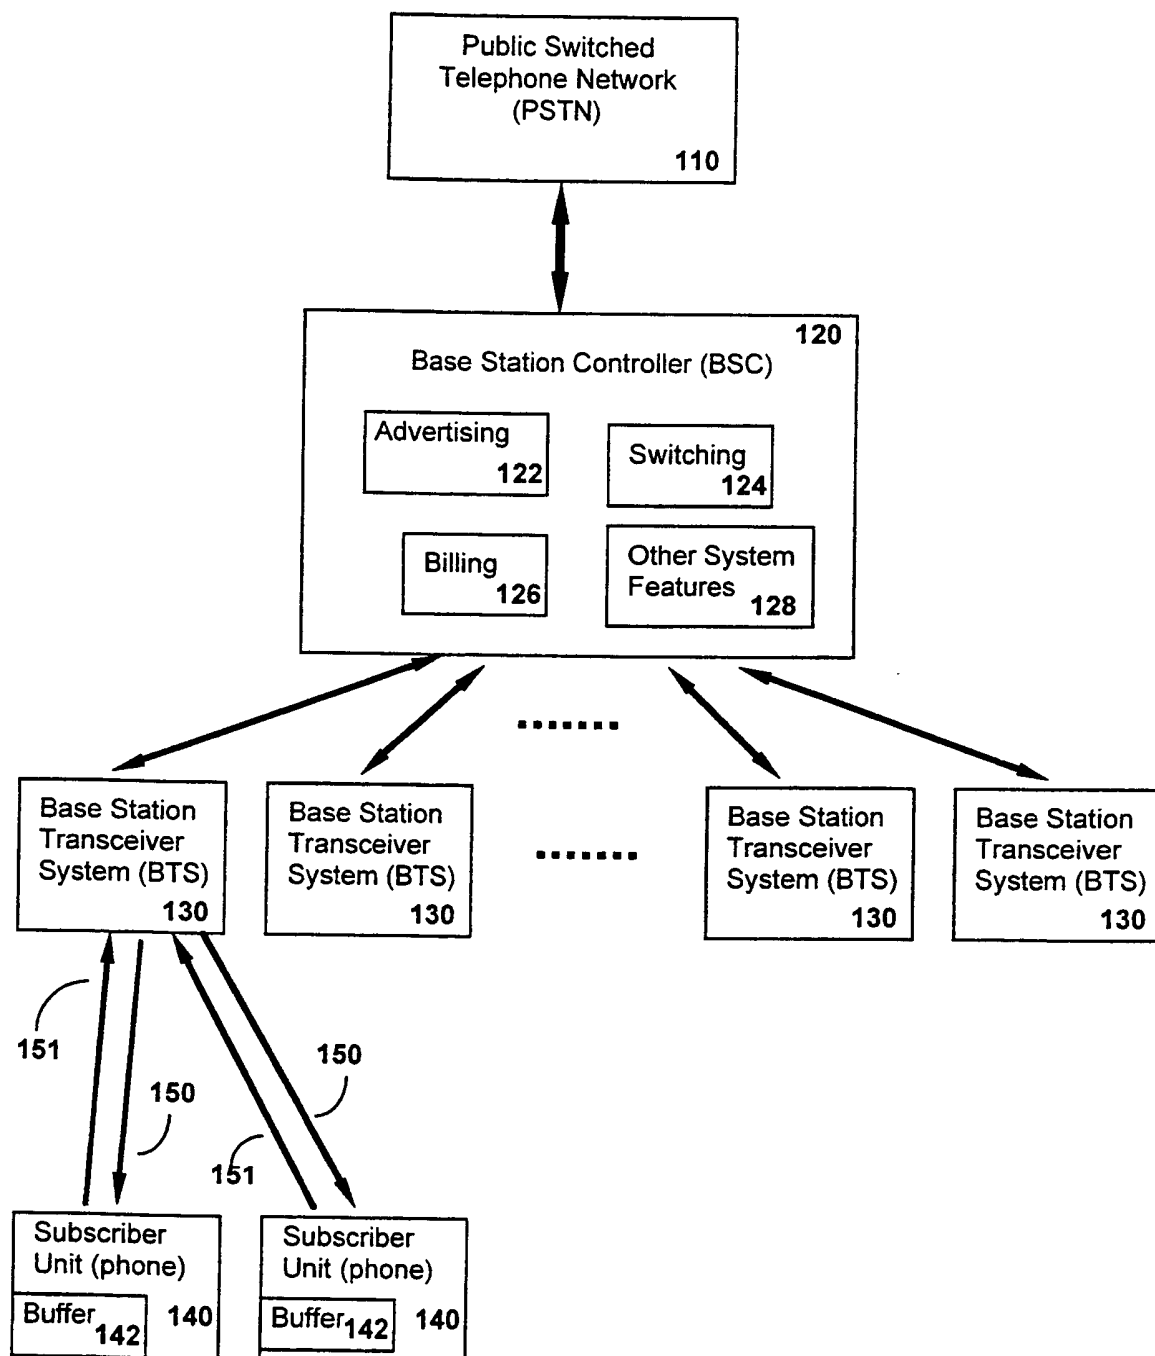 Public Switched
Telephone Network
(PSTN)
110
120
Base Station Controller (BSC)
Advertising
122
Switching
124
Billing
126
Other System
Features
128
Base Station
Transceiver
System (BTS)
130
Base Station
Transceiver
System (BTS)
130
Base Station
Transceiver
System (BTS)
130
Base Station
Transceiver
System (BTS)
130
151
150
150
151
Subscriber
Unit (phone)
Buffer
142
140
Subscriber
Unit (phone)
Buffer
142
140